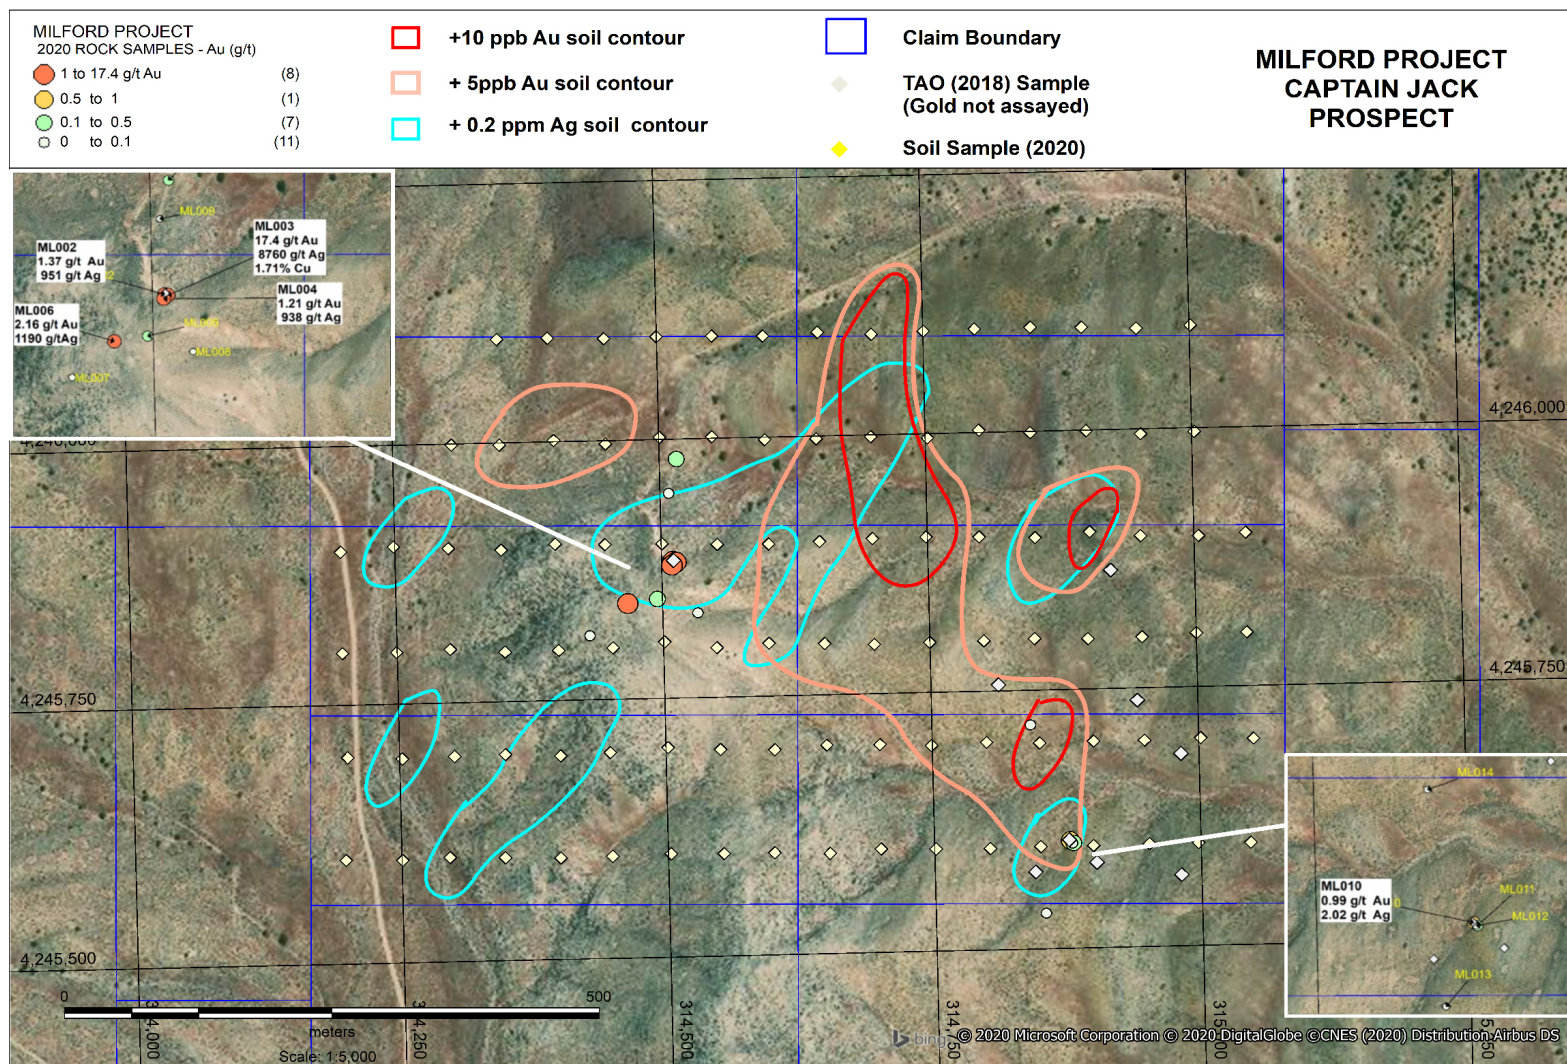 MILFORD PROJECT
2020 ROCK SAMPLES - Au (g/t)
1 to 17.4 g/t Au (8)
0.5 to 1 (1)
0.1 to 0.5 (7)
0 to 0.1 (11)
+10 ppb Au soil contour
+ 5ppb Au soil contour
+ 0.2 ppm Ag soil contour
Claim Boundary
TAO (2018) Sample
(Gold not assayed)
Soil Sample (2020)
MILFORD PROJECT
CAPTAIN JACK
PROSPECT
ML009
ML003
17.4 g/t Au
8760 g/t Ag
1.71% Cu
ML002
1.37 g/t Au
951 g/t Ag
ML004
1.21 g/t Au
938 g/t Ag
ML006
2.16 g/t Au
1190 g/tAg
ML005
ML008
ML007
4,246,000
4,246,000
4,245,750
4,245,750
4,245,500
ML014
ML010
0.99 g/t Au
2.02 g/t Ag
ML011
ML012
ML013
0 500
meters
Scale: 1:5,000
314,500
314,750
bing
© 2020 Microsoft Corporation © 2020 DigitalGlobe ©CNES (2020) Distribution Airbus DS